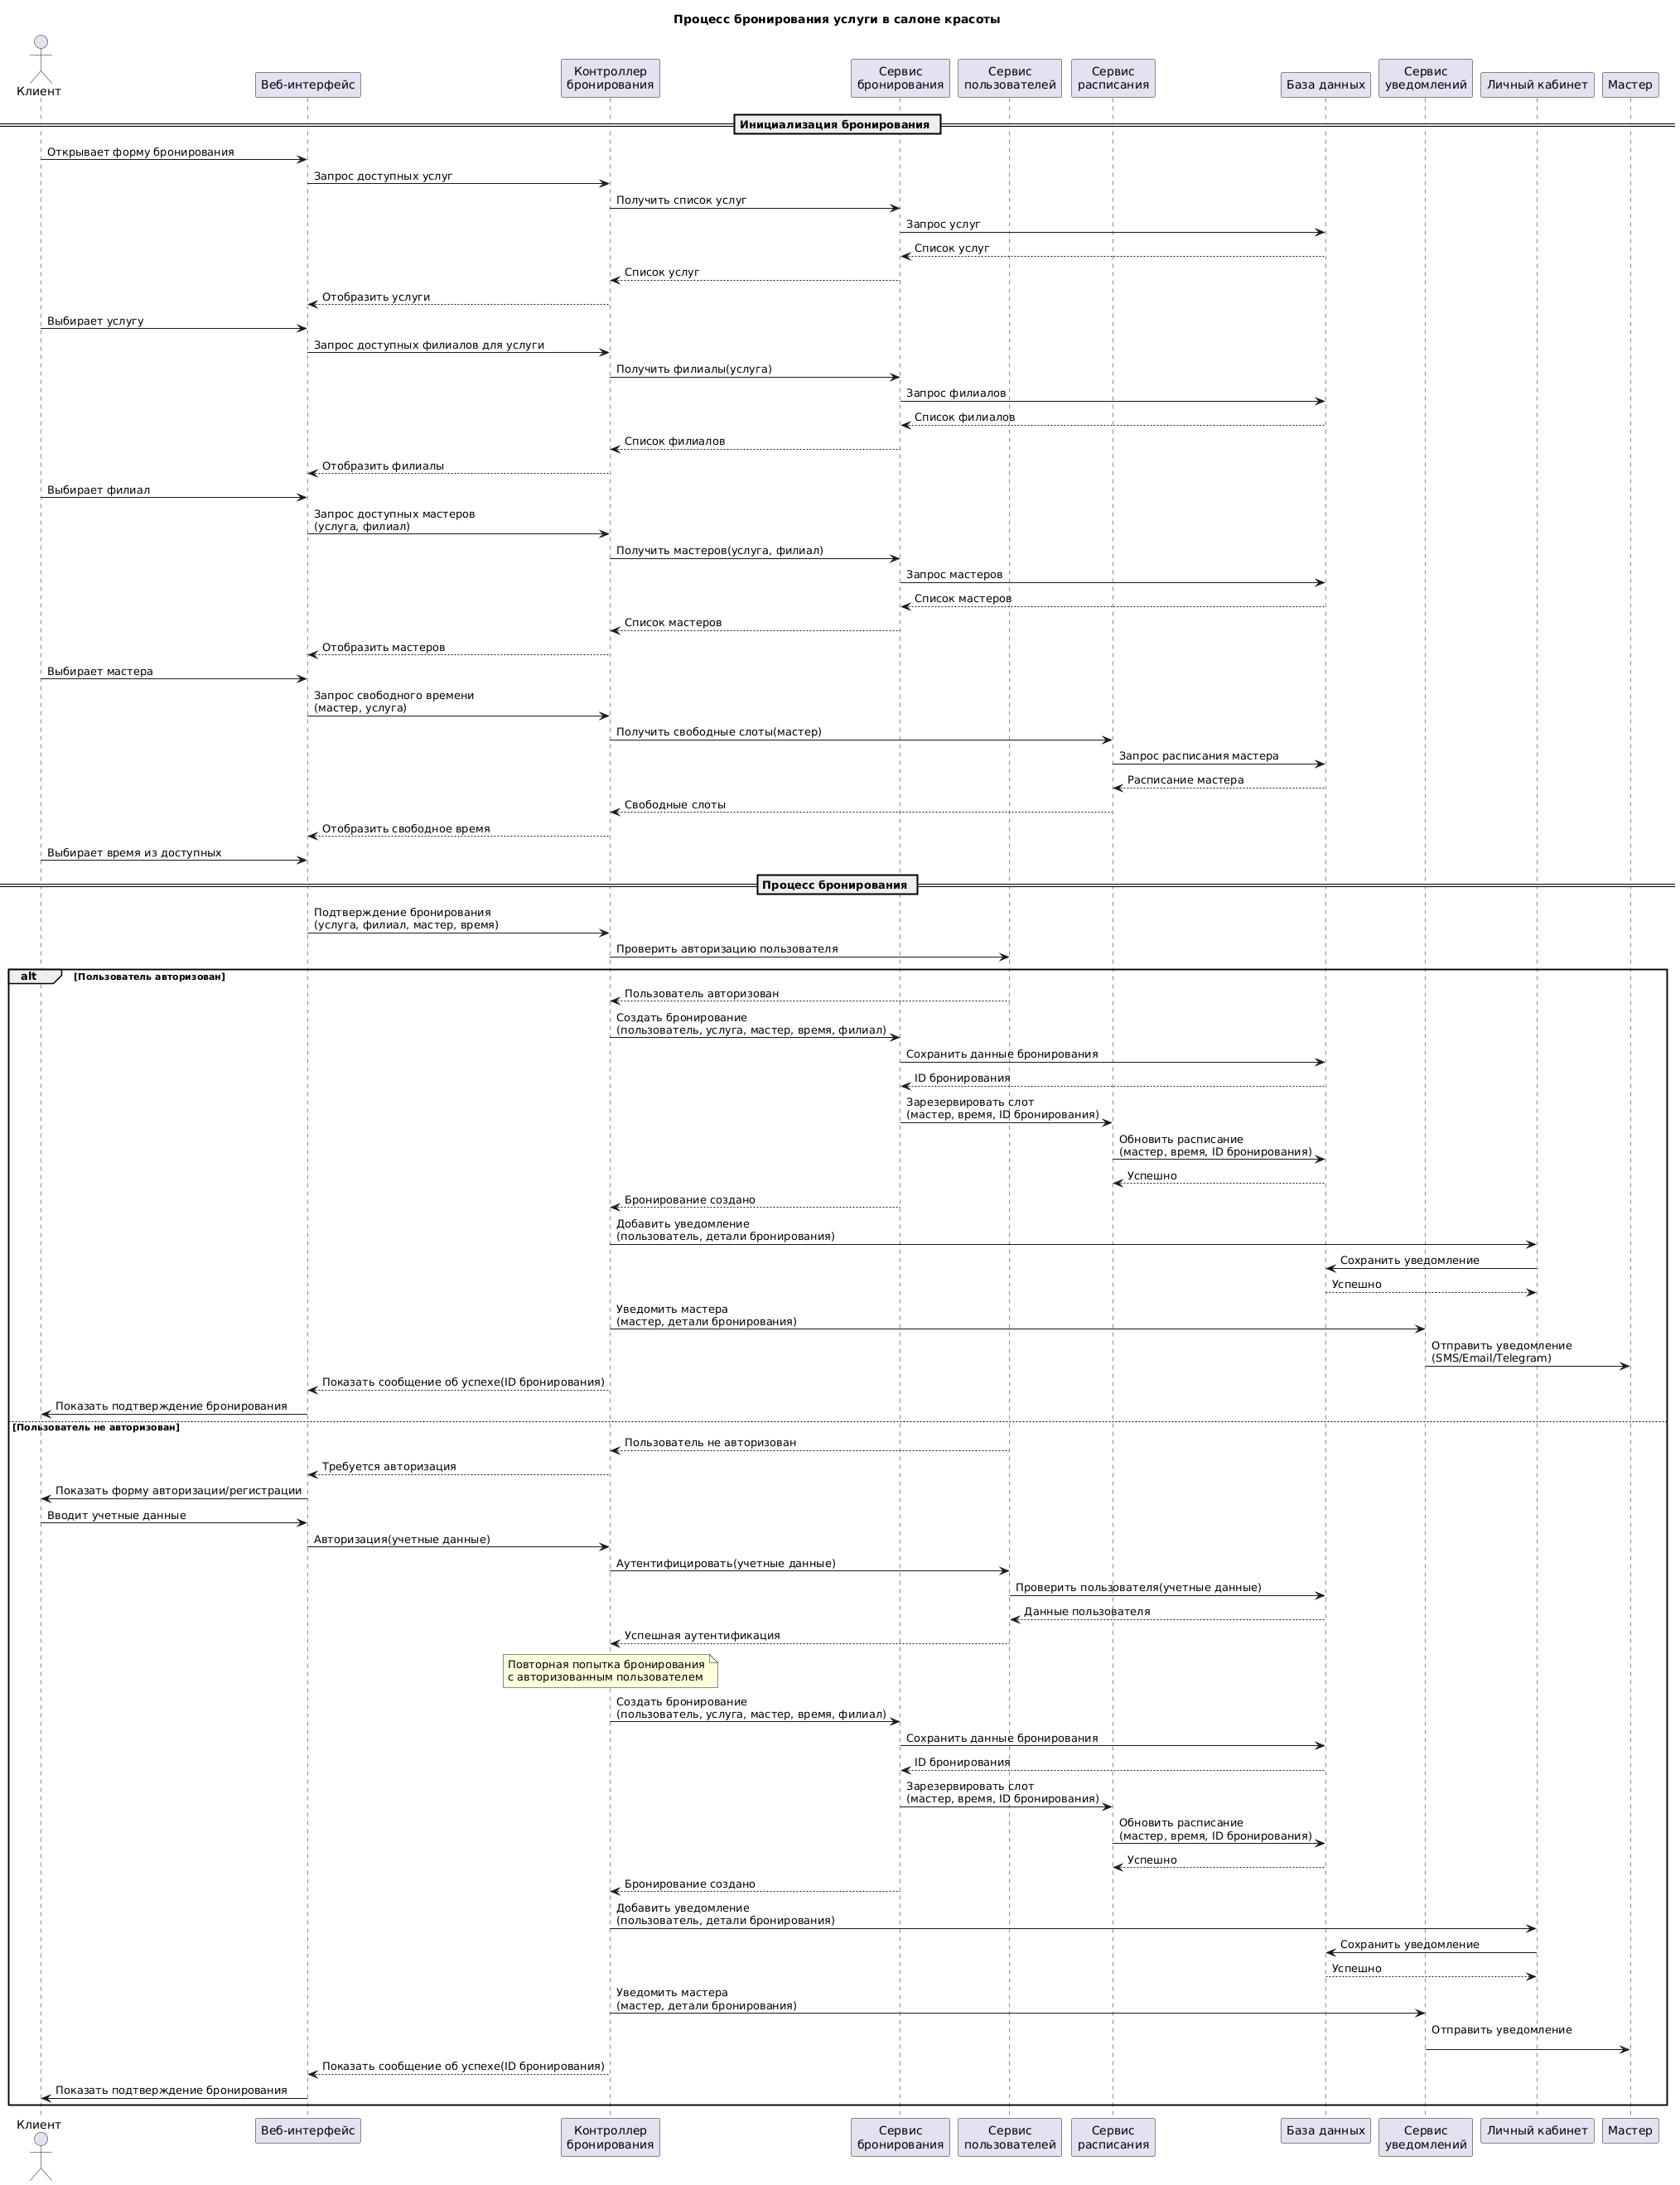 Процесс бронирования услуги в салоне красоты
Клиент
Веб-интерфейс
Контроллер
бронирования
Сервис
бронирования
Сервис
пользователей
Сервис
расписания
База данных
Сервис
уведомлений
Личный кабинет
Мастер
Инициализация бронирования
Открывает форму бронирования
Запрос доступных услуг
Получить список услуг
Запрос услуг
Список услуг
Список услуг
Отобразить услуги
Выбирает услугу
Запрос доступных филиалов для услуги
Получить филиалы(услуга)
Запрос филиалов
Список филиалов
Список филиалов
Отобразить филиалы
Выбирает филиал
Запрос доступных мастеров
(услуга, филиал)
Получить мастеров(услуга, филиал)
Запрос мастеров
Список мастеров
Список мастеров
Отобразить мастеров
Выбирает мастера
Запрос свободного времени
(мастер, услуга)
Получить свободные слоты(мастер)
Запрос расписания мастера
Расписание мастера
Свободные слоты
Отобразить свободное время
Выбирает время из доступных
Процесс бронирования
Подтверждение бронирования
(услуга, филиал, мастер, время)
Проверить авторизацию пользователя
alt [Пользователь авторизован]
Пользователь авторизован
Создать бронирование
(пользователь, услуга, мастер, время, филиал)
Сохранить данные бронирования
ID бронирования
Зарезервировать слот
(мастер, время, ID бронирования)
Обновить расписание
(мастер, время, ID бронирования)
Успешно
Бронирование создано
Добавить уведомление
(пользователь, детали бронирования)
Сохранить уведомление
Успешно
Уведомить мастера
(мастер, детали бронирования)
Отправить уведомление
(SMS/Email/Telegram)
Показать сообщение об успехе(ID бронирования)
Показать подтверждение бронирования
[Пользователь не авторизован]
Пользователь не авторизован
Требуется авторизация
Показать форму авторизации/регистрации
Вводит учетные данные
Авторизация(учетные данные)
Аутентифицировать(учетные данные)
Проверить пользователя(учетные данные)
Данные пользователя
Успешная аутентификация
Повторная попытка бронирования
с авторизованным пользователем
Создать бронирование
(пользователь, услуга, мастер, время, филиал)
Сохранить данные бронирования
ID бронирования
Зарезервировать слот
(мастер, время, ID бронирования)
Обновить расписание
(мастер, время, ID бронирования)
Успешно
Бронирование создано
Добавить уведомление
(пользователь, детали бронирования)
Сохранить уведомление
Успешно
Уведомить мастера
(мастер, детали бронирования)
Отправить уведомление
Показать сообщение об успехе(ID бронирования)
Показать подтверждение бронирования
Клиент
Веб-интерфейс
Контроллер
бронирования
Сервис
бронирования
Сервис
пользователей
Сервис
расписания
База данных
Сервис
уведомлений
Личный кабинет
Мастер